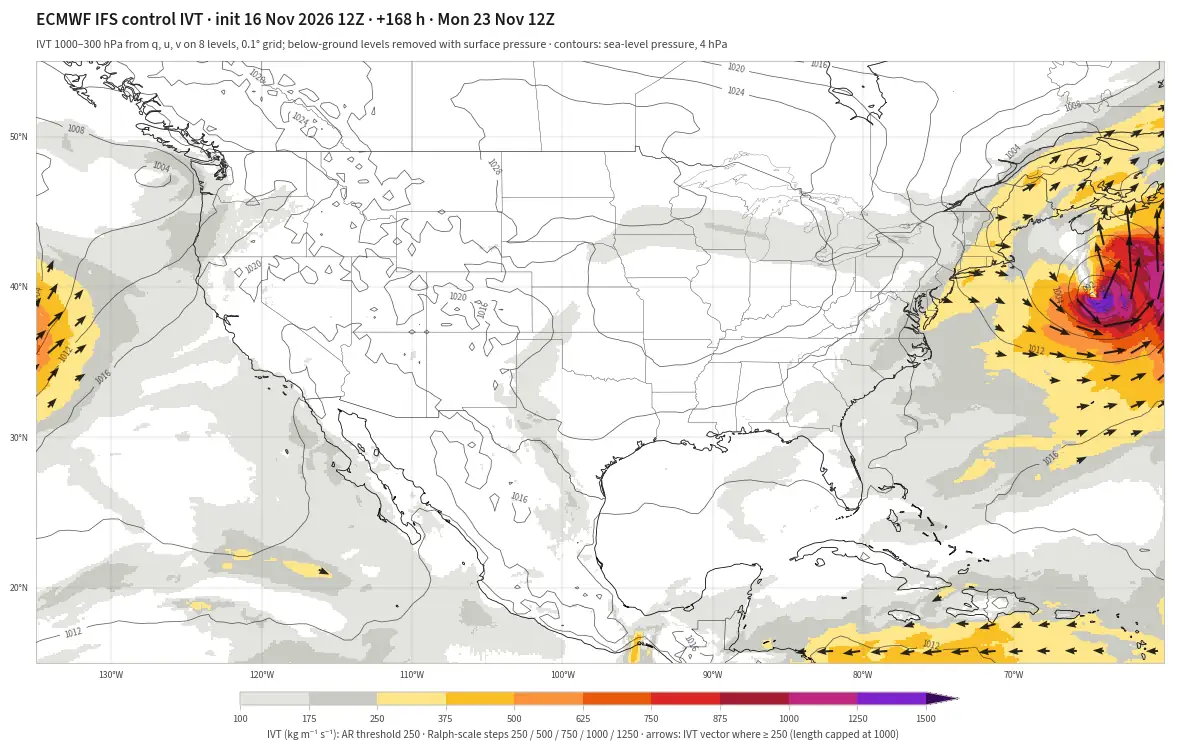 ECMWF IFS control IVT · init 16 Nov 2026 12Z · +168 h · Mon 23 Nov 12Z
IVT 1000–300 hPa from q, u, v on 8 levels, 0.1° grid; below-ground levels removed with surface pressure · contours: sea-level pressure, 4 hPa
1020
1020
1016
1024
1008
1024
1008
50°N
1004
1004
1028
1020
40°N
1020
1016
1012
1012
1016
30°N
1016
1016
20°N
1012
1016
1012
130°W 120°W 110°W 100°W 90°W 80°W 70°W
100 175 250 375 500 625 750 875 1000 1250 1500
IVT (kg m⁻¹ s⁻¹): AR threshold 250 · Ralph-scale steps 250 / 500 / 750 / 1000 / 1250 · arrows: IVT vector where ≥ 250 (length capped at 1000)